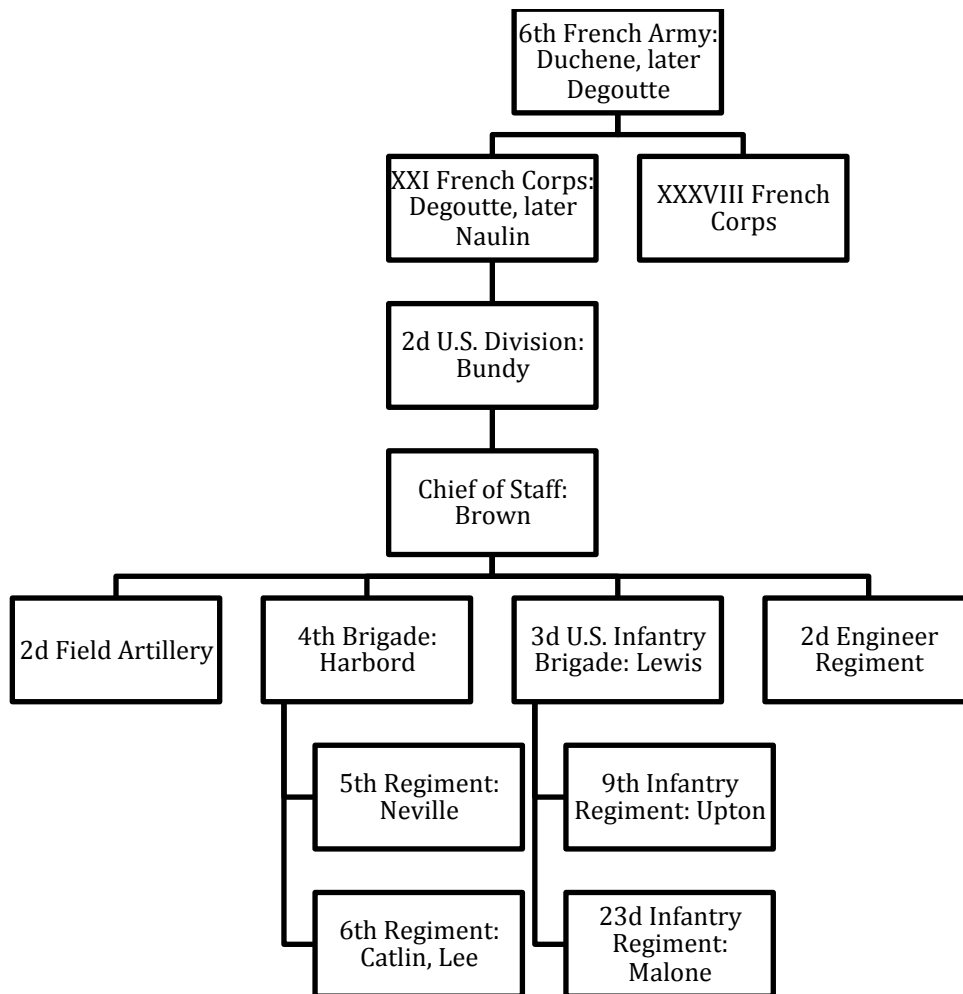 6th French Army:
Duchene, later
Degoutte
XXI French Corps:
Degoutte, later
Naulin
XXXVIII French
Corps
2d U.S. Division:
Bundy
Chief of Staff:
Brown
2d Field Artillery
4th Brigade:
Harbord
3d U.S. Infantry
Brigade: Lewis
2d Engineer
Regiment
5th Regiment:
Neville
9th Infantry
Regiment: Upton
6th Regiment:
Catlin, Lee
23d Infantry
Regiment:
Malone